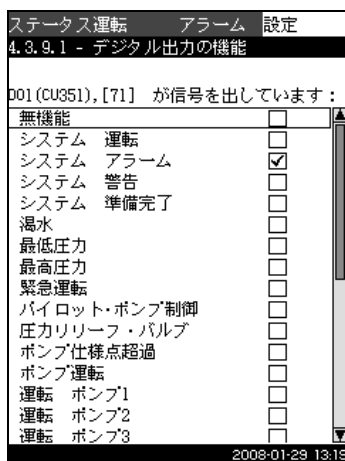 ステータス 運転 アラーム 設定
4.3.9.1 - デジタル出力の機能
DO1(CU351),[71] が信号を出しています：
無機能
システム 運転
システム アラーム
システム 警告
システム 準備完了
渇水
最低圧力
最高圧力
緊急運転
パイロット・ポンプ制御
圧力リリーフ・バルブ
ポンプ仕様点超過
ポンプ運転
運転 ポンプ1
運転 ポンプ2
運転 ポンプ3
2008-01-29 13:19